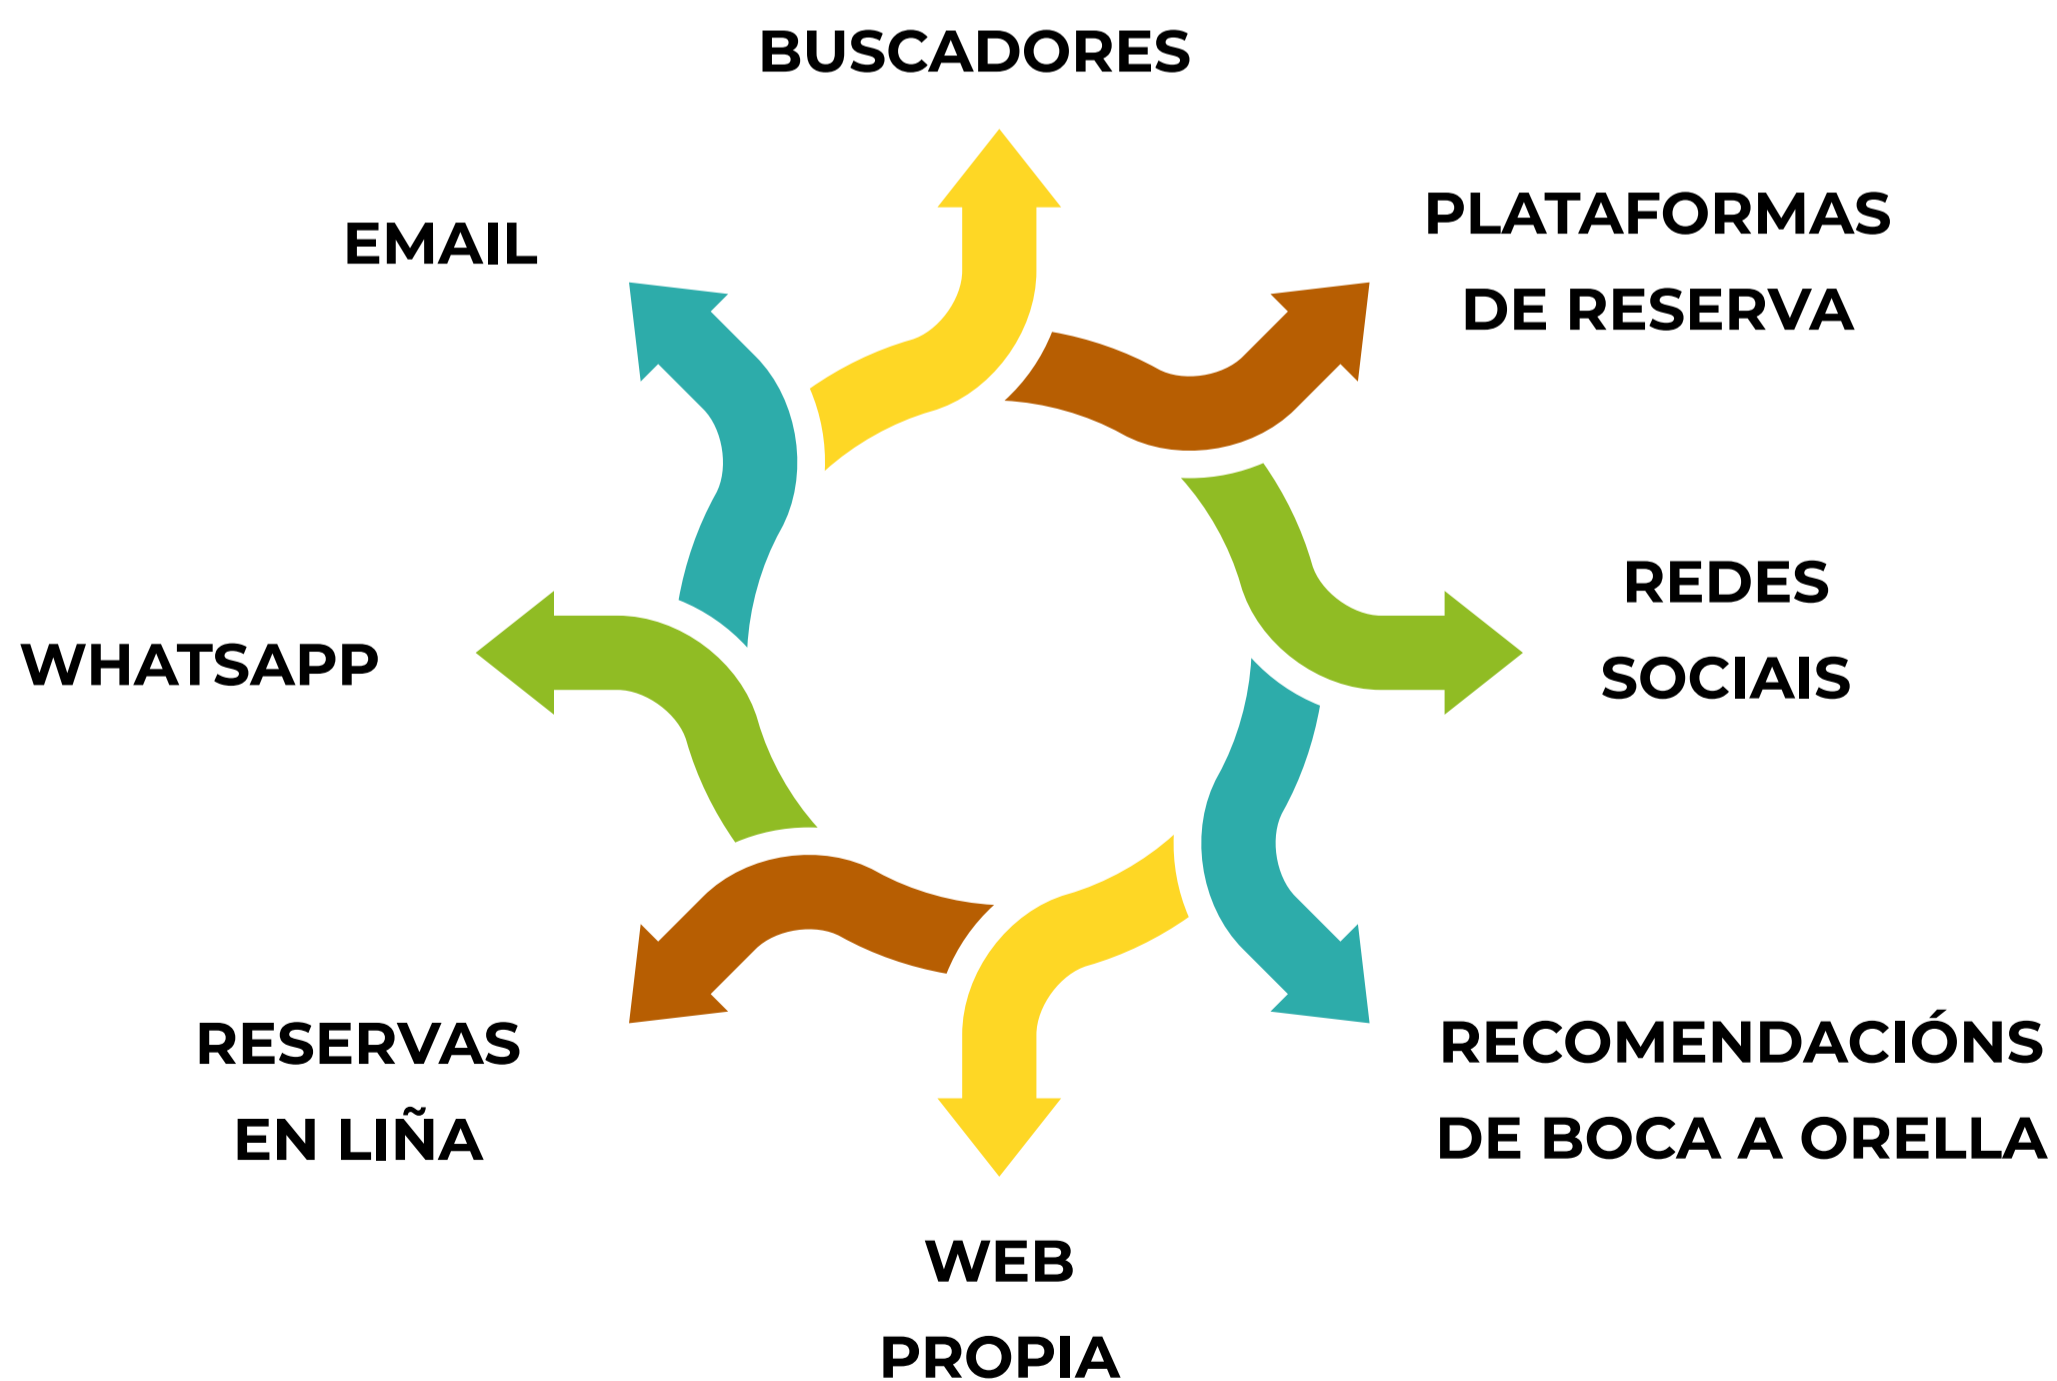 BUSCADORES
PLATAFORMAS
DE RESERVA
REDES
SOCIAIS
RECOMENDACIÓNS
DE BOCA A ORELLA
WEB
PROPIA
RESERVAS
EN LIÑA
WHATSAPP
EMAIL